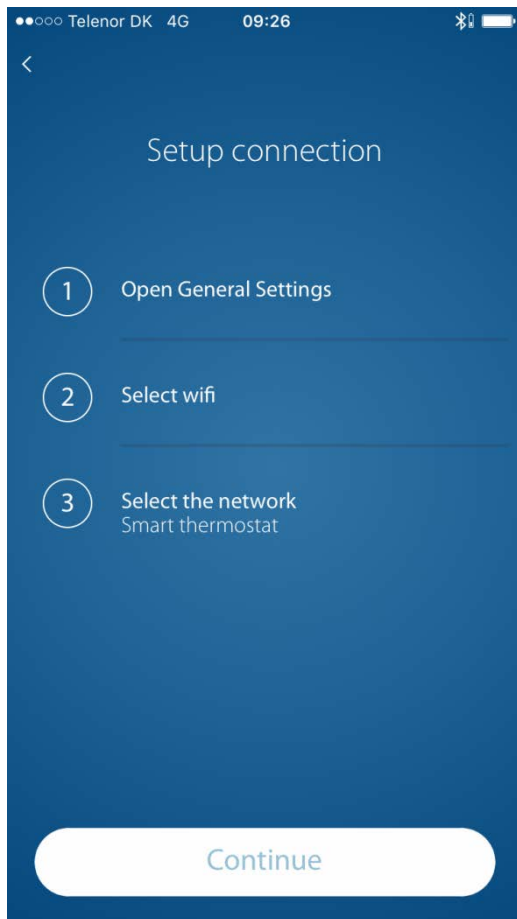 ●●○○○ Telenor DK 4G 09:26
Setup connection
1 Open General Settings
2 Select wifi
3 Select the network
Smart thermostat
Continue